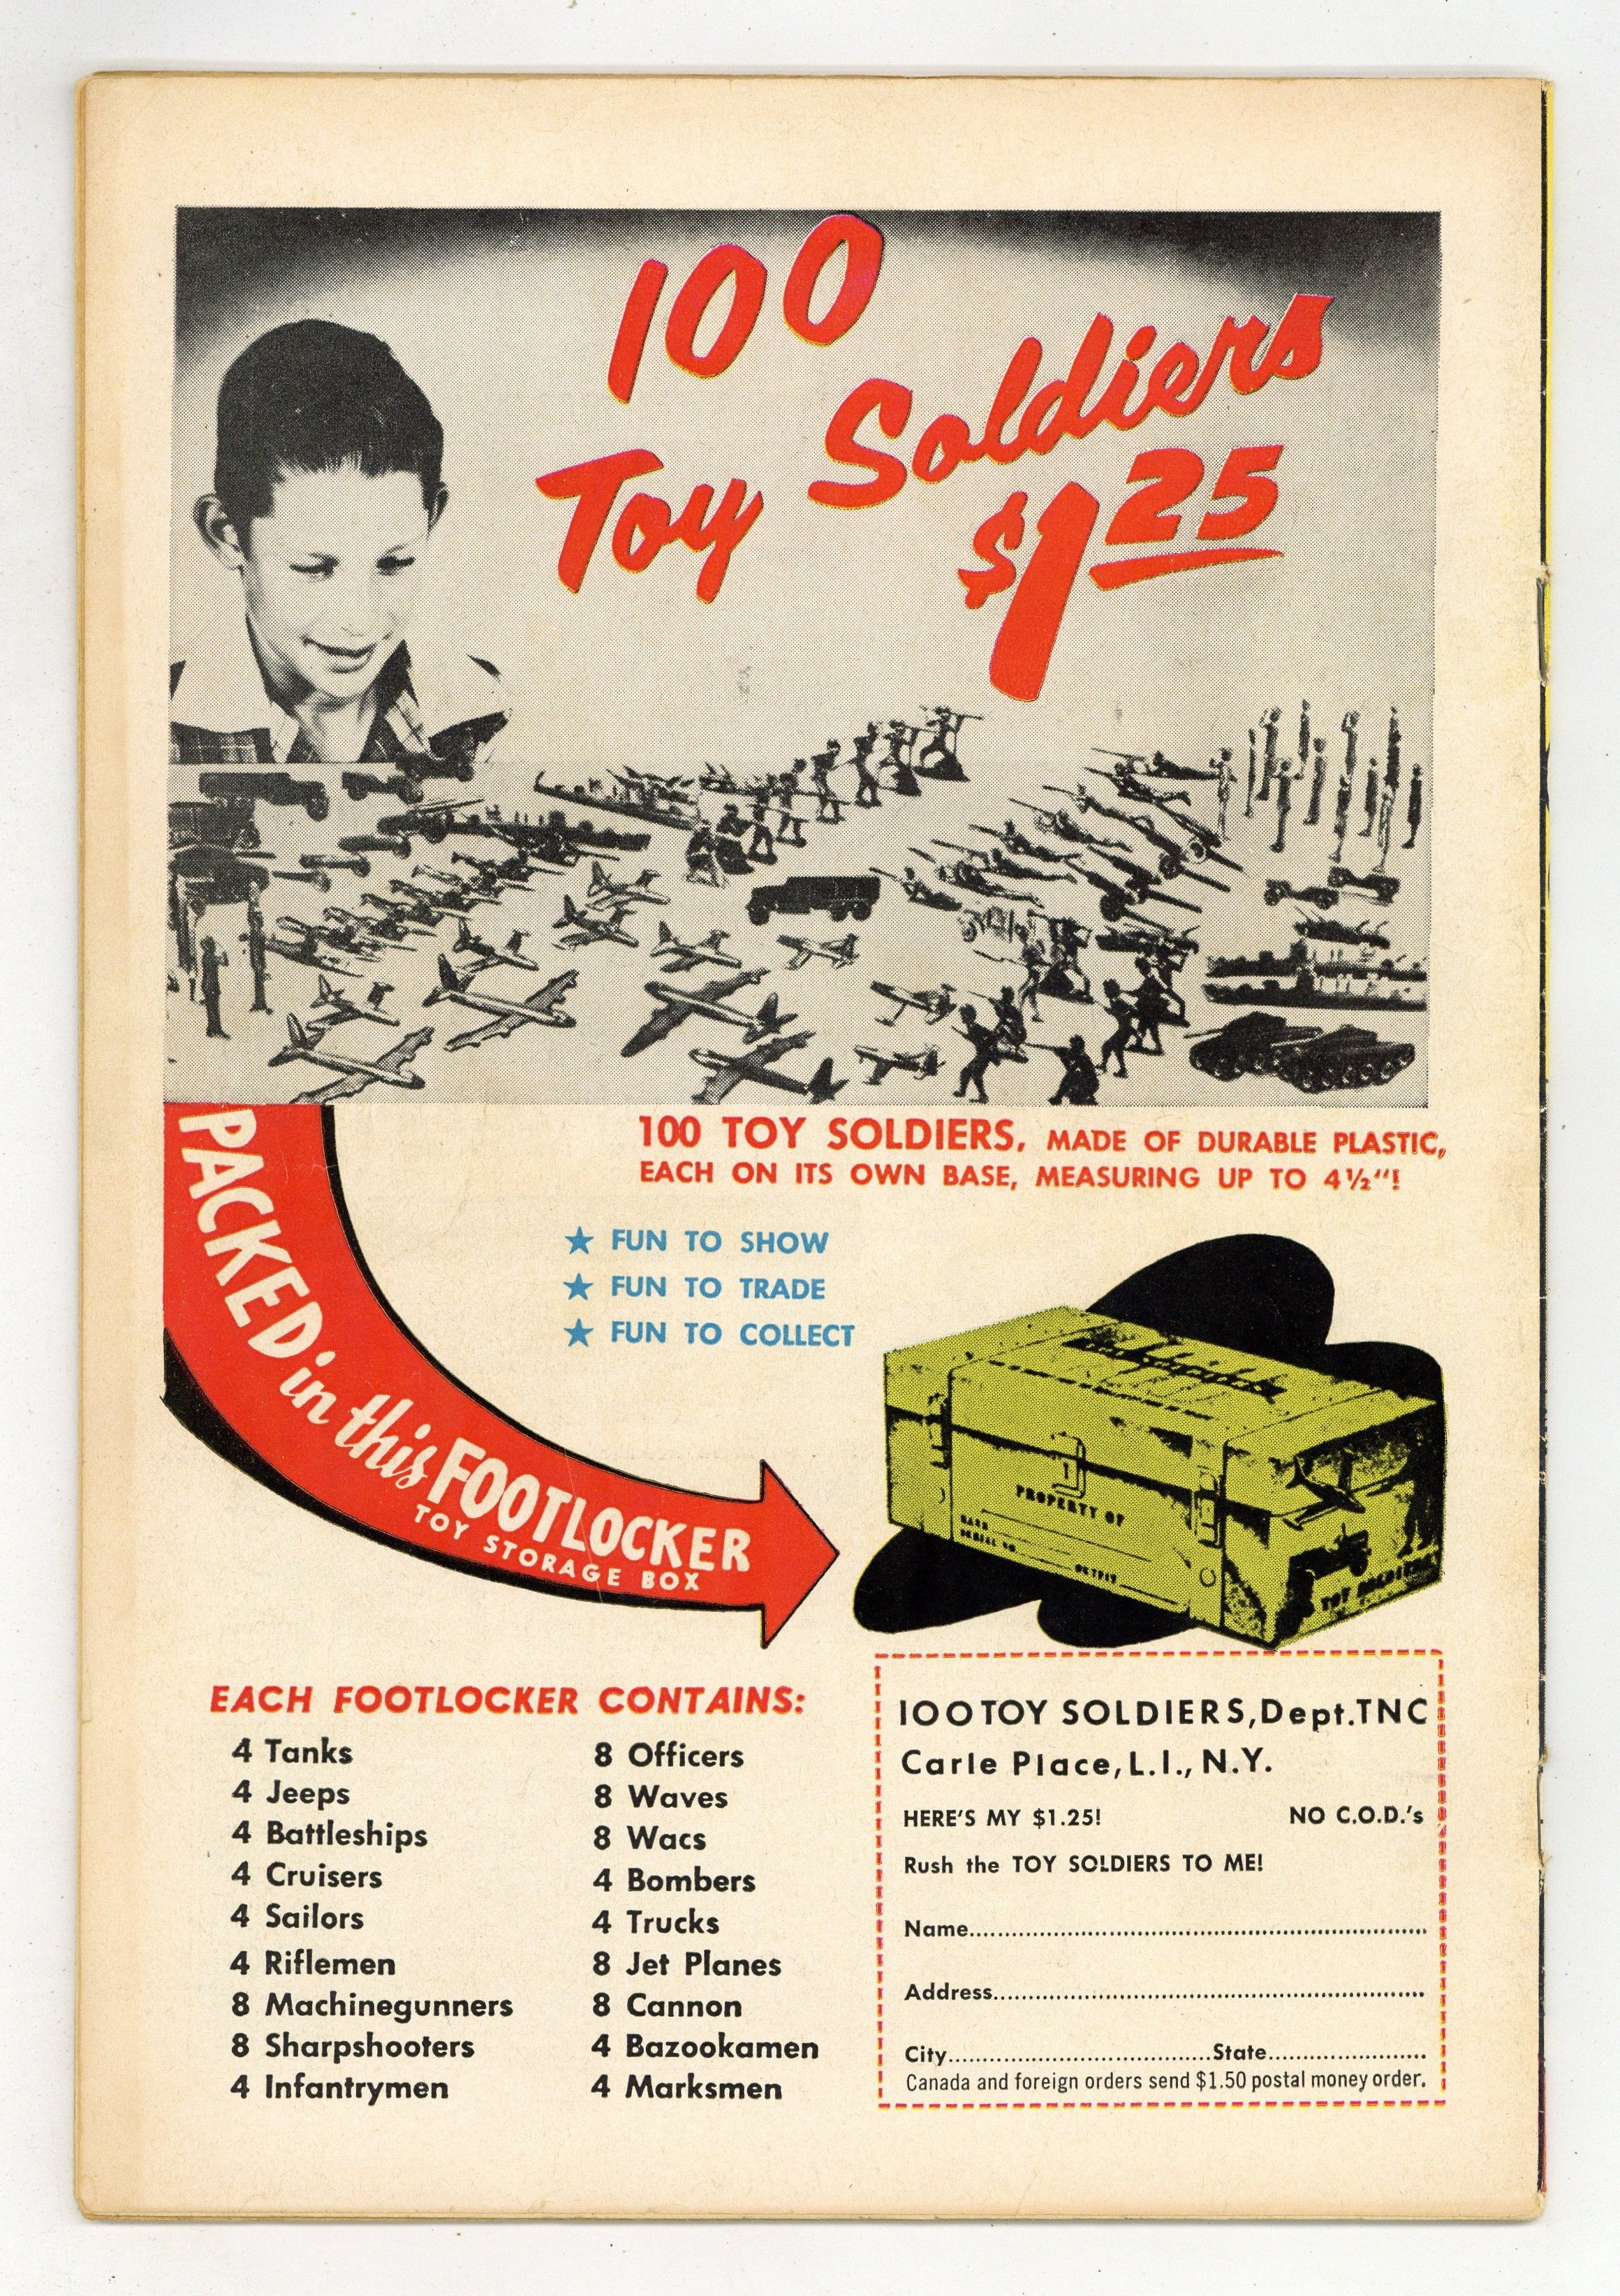 100
Toy Soldiers
$1.25
100 TOY SOLDIERS, MADE OF DURABLE PLASTIC,
EACH ON ITS OWN BASE, MEASURING UP TO 4½"!
PACKED in this FOOTLOCKER
TOY STORAGE BOX
★ FUN TO SHOW
★ FUN TO TRADE
★ FUN TO COLLECT
PROPERTY OF
NAME
SERIAL NO.
OUTFIT
TOY
EACH FOOTLOCKER CONTAINS:
4 Tanks
4 Jeeps
4 Battleships
4 Cruisers
4 Sailors
4 Riflemen
8 Machinegunners
8 Sharpshooters
4 Infantrymen
8 Officers
8 Waves
8 Wacs
4 Bombers
4 Trucks
8 Jet Planes
8 Cannon
4 Bazookamen
4 Marksmen
100 TOY SOLDIERS, Dept. TNC
Carle Place, L.I., N.Y.
HERE'S MY $1.25! NO C.O.D.'s
Rush the TOY SOLDIERS TO ME!
Name
Address
City State
Canada and foreign orders send $1.50 postal money order.